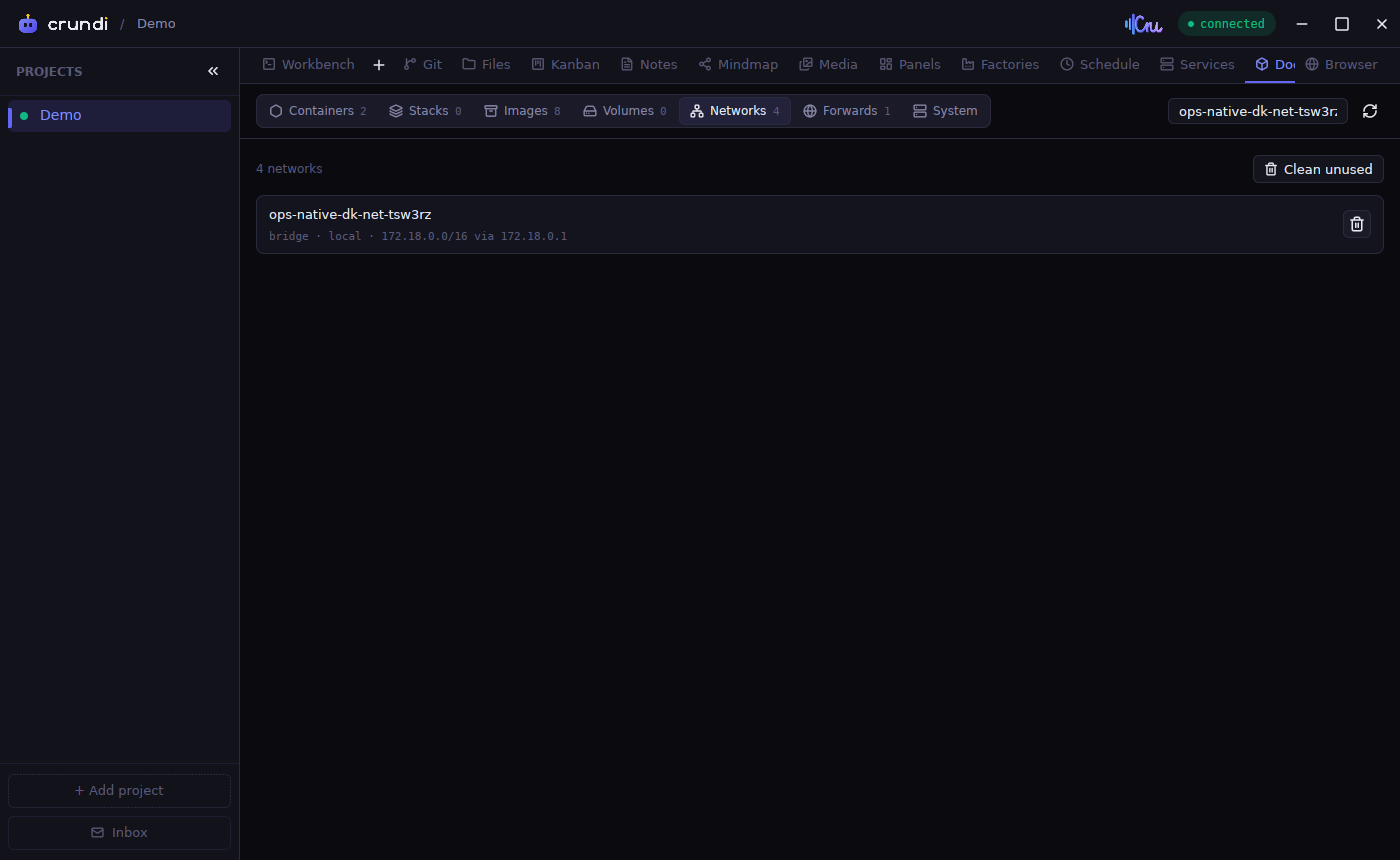 crundi / Demo
Cru
connected
PROJECTS
Workbench
Git
Files
Kanban
Notes
Mindmap
Media
Panels
Factories
Schedule
Services
Doc
Browser
Demo
Containers 2
Stacks 0
Images 8
Volumes 0
Networks 4
Forwards 1
System
ops-native-dk-net-tsw3rz
4 networks
Clean unused
ops-native-dk-net-tsw3rz
bridge · local · 172.18.0.0/16 via 172.18.0.1
+ Add project
Inbox